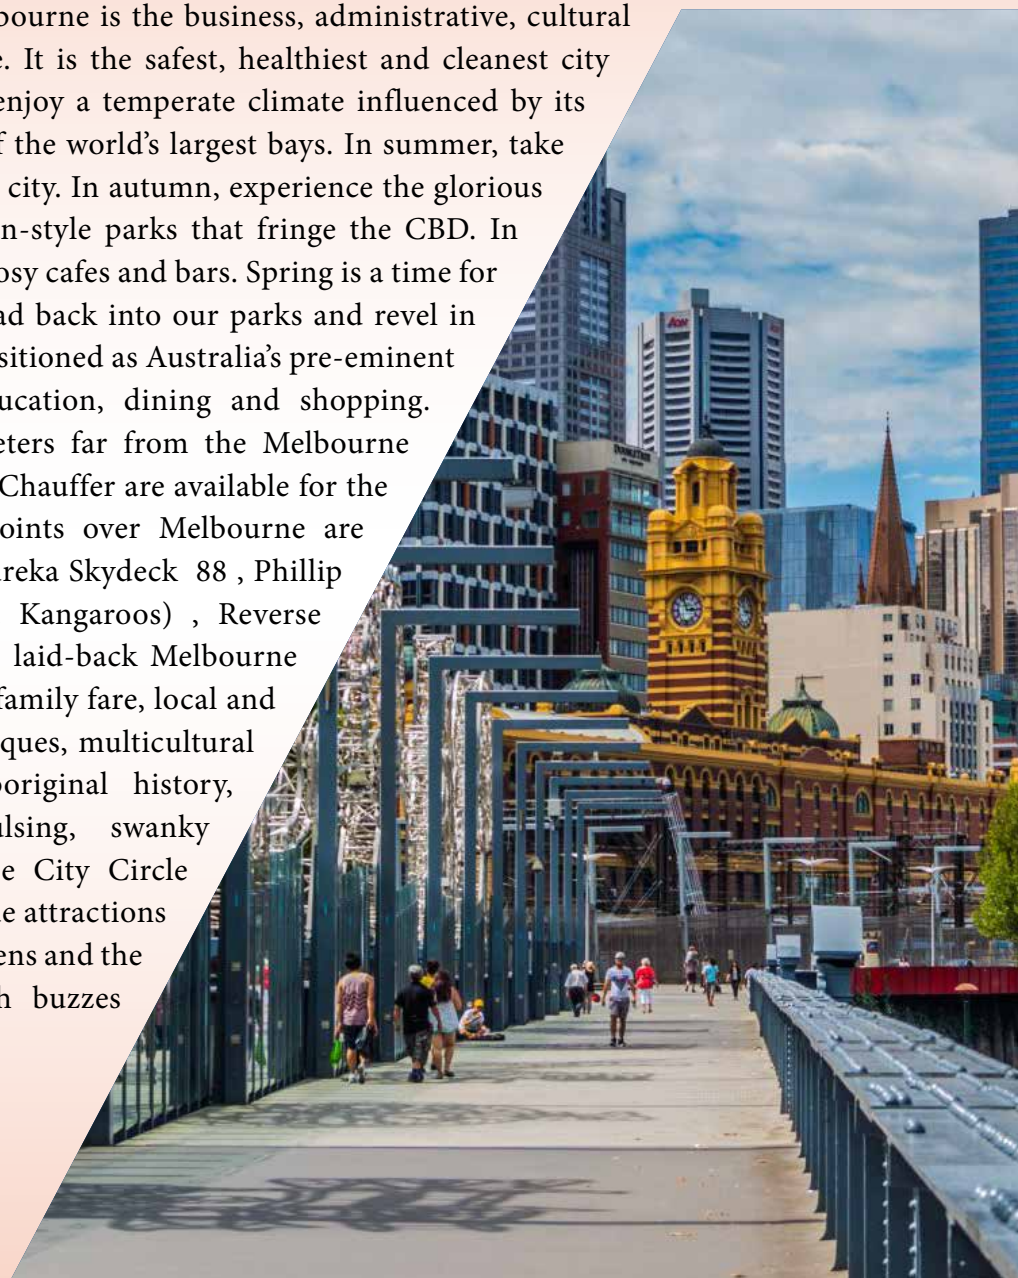 bourne is the business, administrative, cultural
e. It is the safest, healthiest and cleanest city
enjoy a temperate climate influenced by its
f the world’s largest bays. In summer, take
city. In autumn, experience the glorious
n-style parks that fringe the CBD. In
osy cafes and bars. Spring is a time for
ad back into our parks and revel in
sitioned as Australia’s pre-eminent
ucation, dining and shopping.
eters far from the Melbourne
Chauffer are available for the
oints over Melbourne are
reka Skydeck 88 , Phillip
Kangaroos) , Reverse
laid-back Melbourne
family fare, local and
ques, multicultural
original history,
ulsing, swanky
e City Circle
e attractions
ens and the
h buzzes
Aon
DOUBLETREE